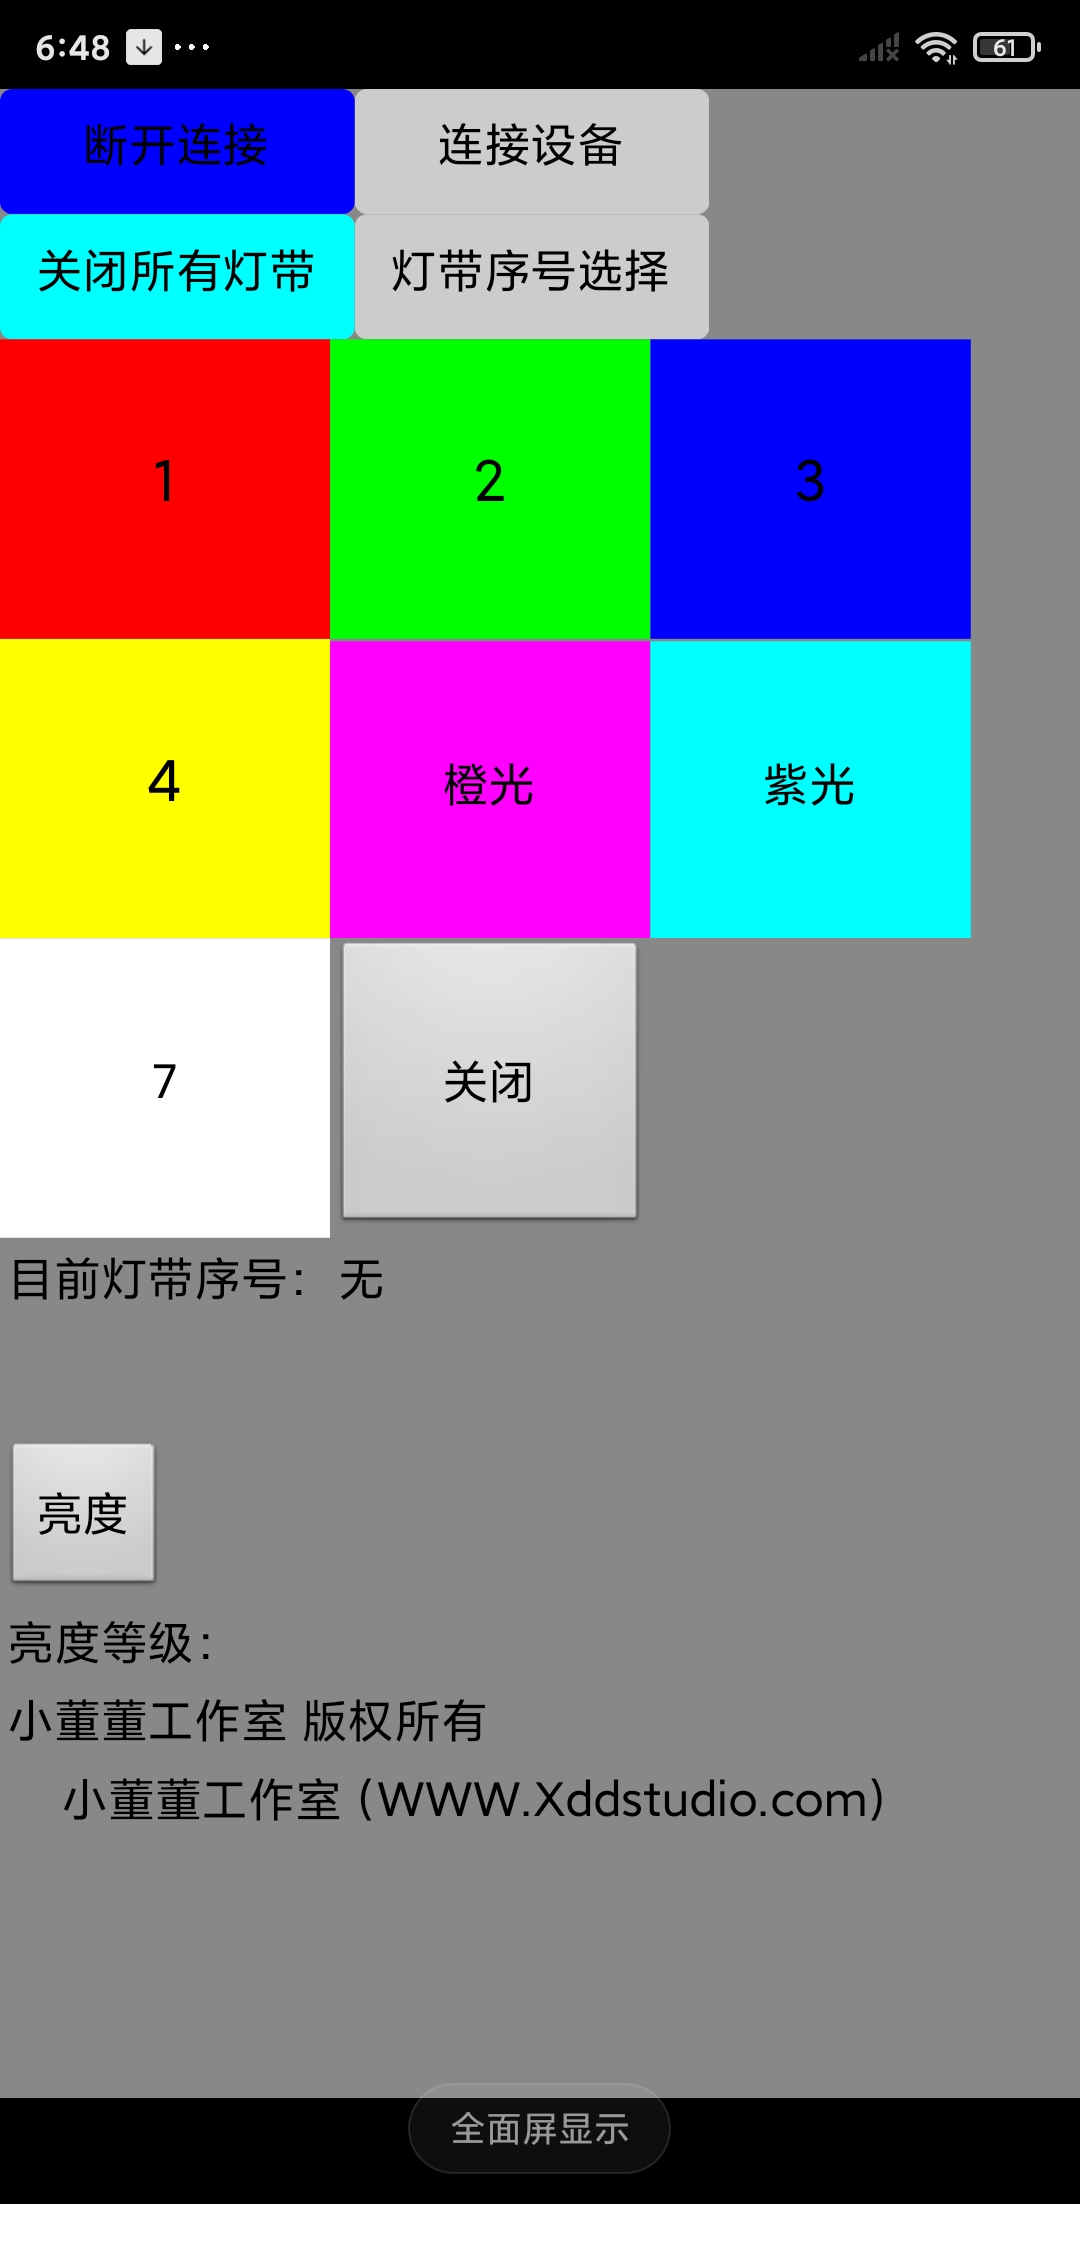 6:48
61
断开连接
连接设备
关闭所有灯带
灯带序号选择
1
2
3
4
橙光
紫光
7
关闭
目前灯带序号：无
亮度
亮度等级：
小董董工作室 版权所有
小董董工作室 (WWW.Xddstudio.com)
全面屏显示